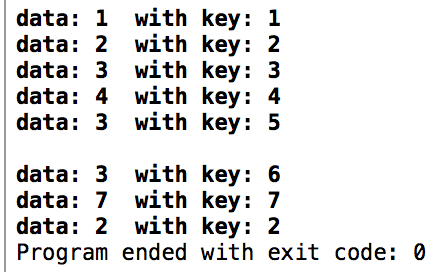 data: 1  with key: 1
data: 2  with key: 2
data: 3  with key: 3
data: 4  with key: 4
data: 3  with key: 5
data: 3  with key: 6
data: 7  with key: 7
data: 2  with key: 2
Program ended with exit code: 0